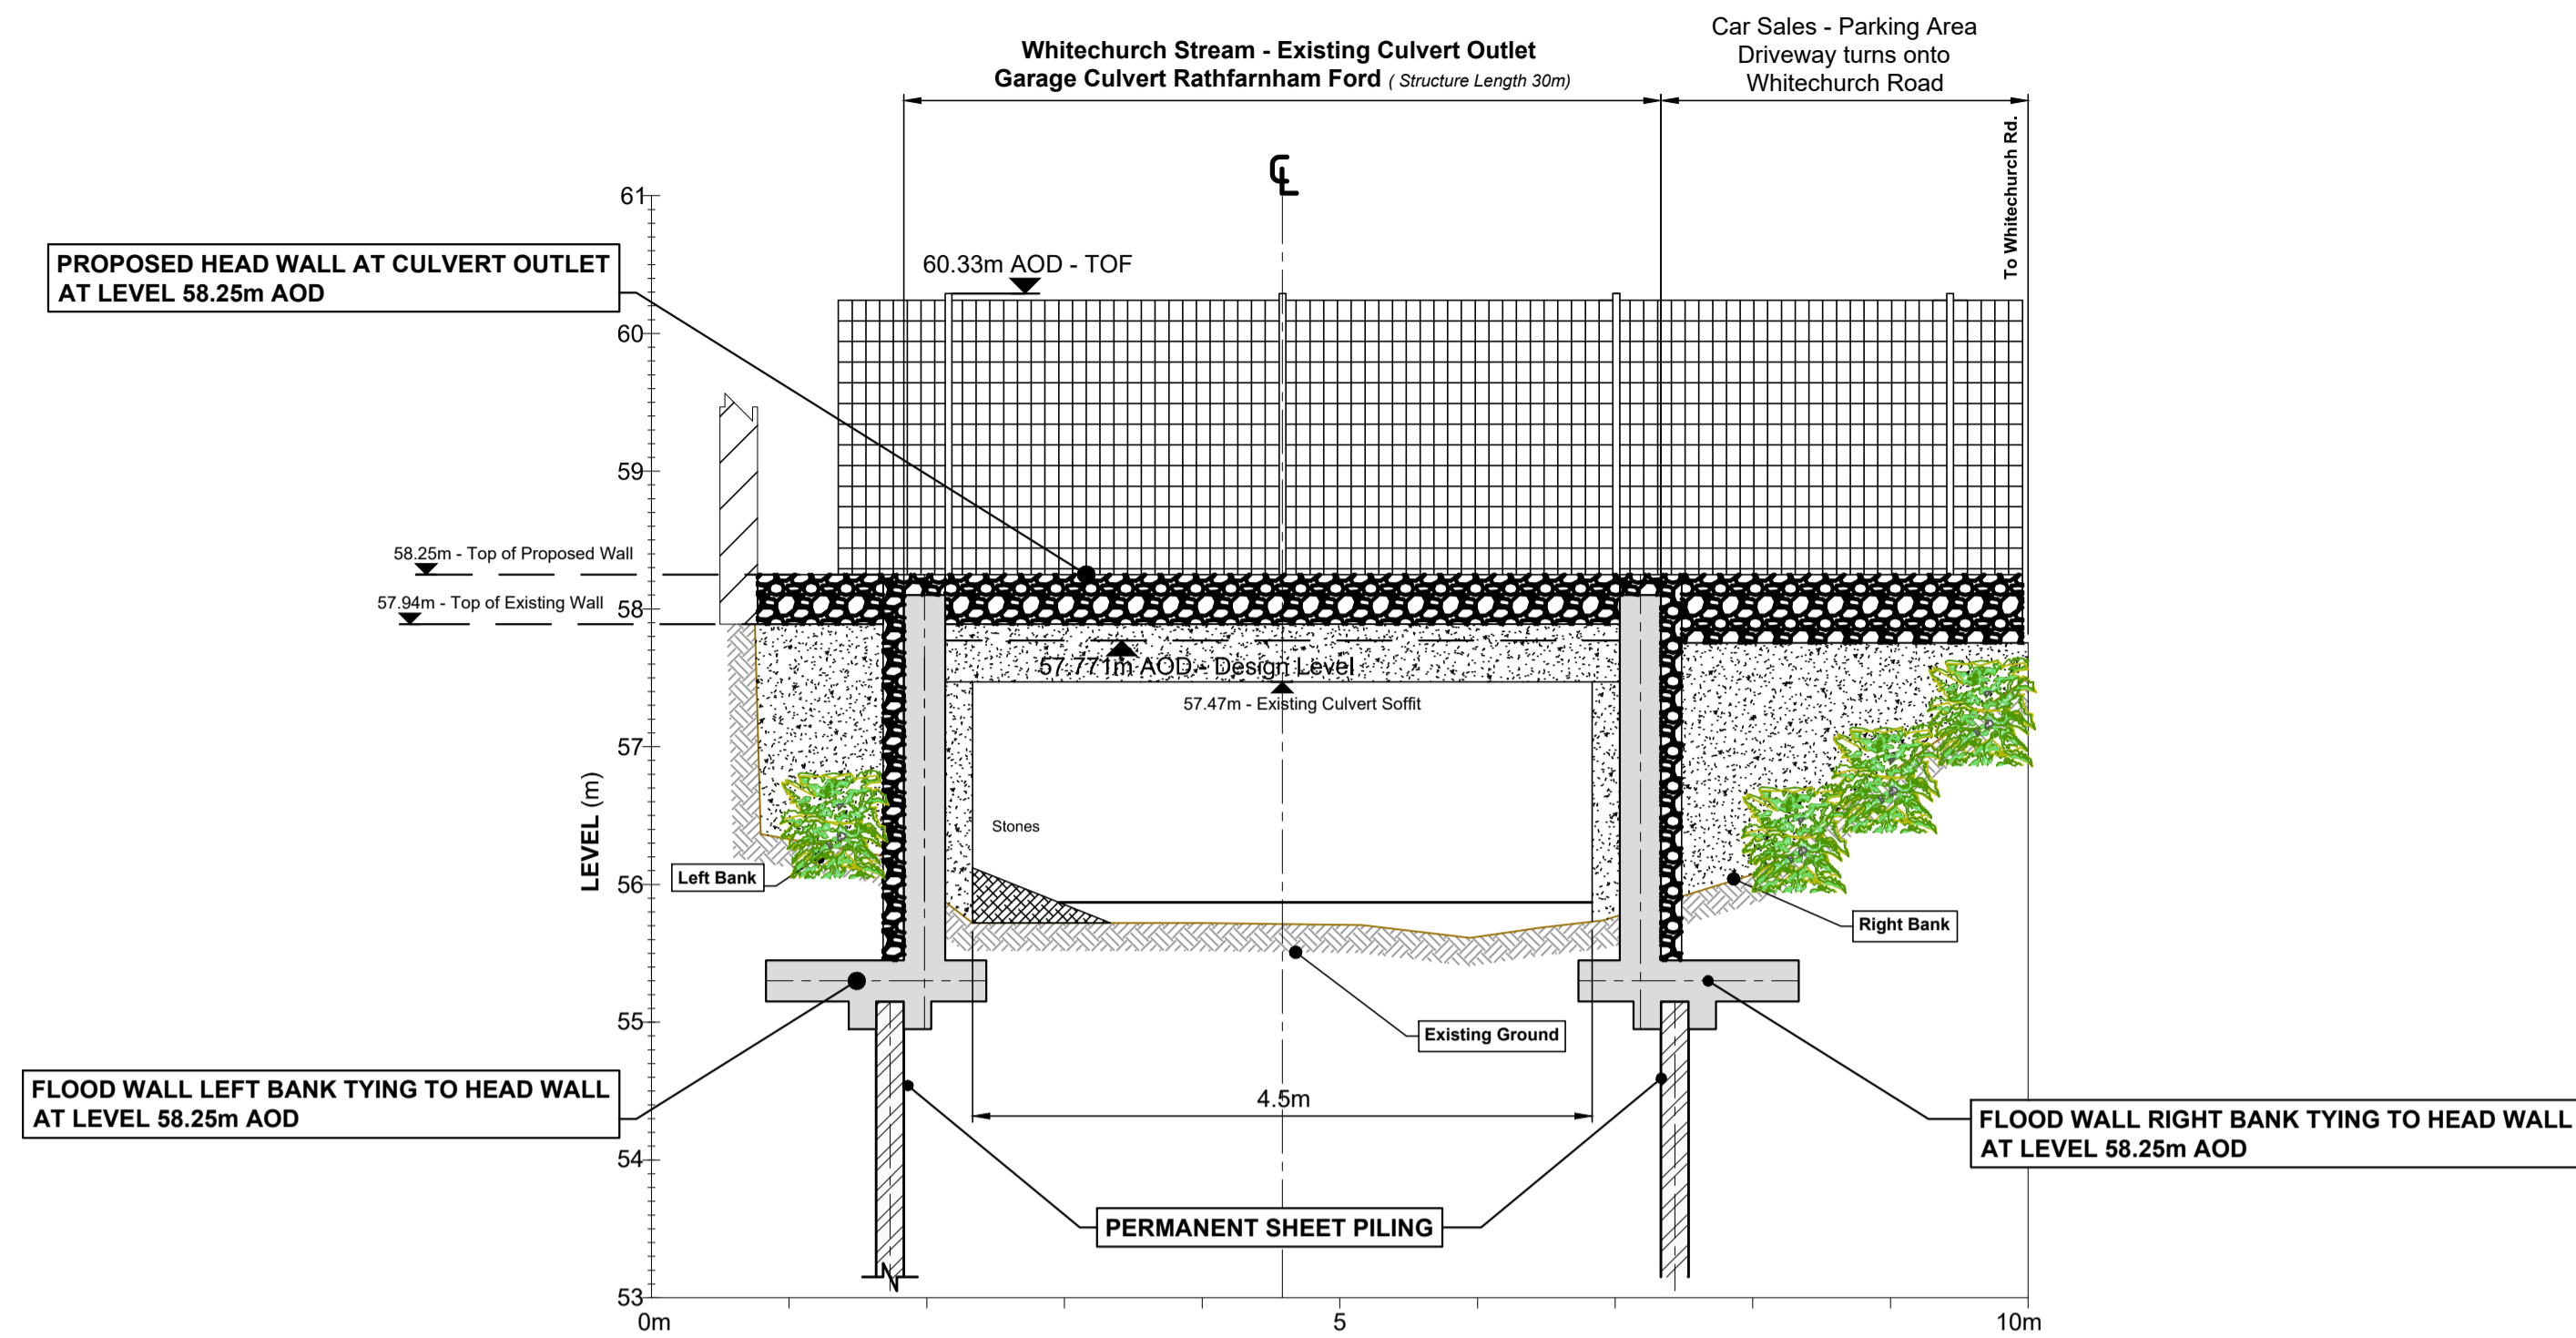 Car Sales - Parking Area
Driveway turns onto
Whitechurch Road
Whitechurch Stream - Existing Culvert Outlet
Garage Culvert Rathfarnham Ford ( Structure Length 30m)
To Whitechurch Rd.
CL
61
PROPOSED HEAD WALL AT CULVERT OUTLET
AT LEVEL 58.25m AOD
60.33m AOD - TOF
60
59
58.25m - Top of Proposed Wall
57.94m - Top of Existing Wall
58
57.771m AOD - Design Level
57.47m - Existing Culvert Soffit
57
LEVEL (m)
Stones
Left Bank
56
Right Bank
55
Existing Ground
FLOOD WALL LEFT BANK TYING TO HEAD WALL
AT LEVEL 58.25m AOD
4.5m
FLOOD WALL RIGHT BANK TYING TO HEAD WALL
AT LEVEL 58.25m AOD
54
PERMANENT SHEET PILING
53
0m
5
10m